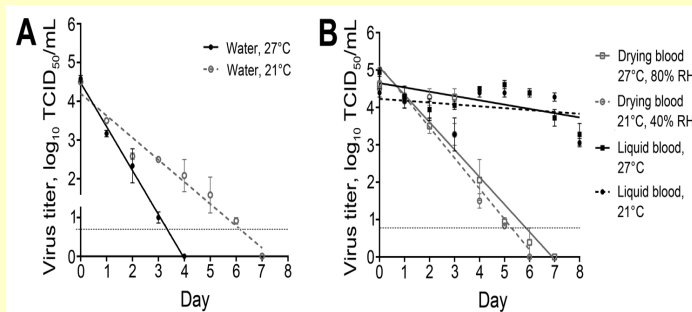 A
Virus titer, log10 TCID50/mL
6
5
4
3
2
1
0
0 1 2 3 4 5 6 7 8
Day
Water, 27°C
Water, 21°C
B
Virus titer, log10 TCID50/mL
6
5
4
3
2
1
0
0 1 2 3 4 5 6 7 8
Day
Drying blood
27°C, 80% RH
Drying blood
21°C, 40% RH
Liquid blood,
27°C
Liquid blood,
21°C